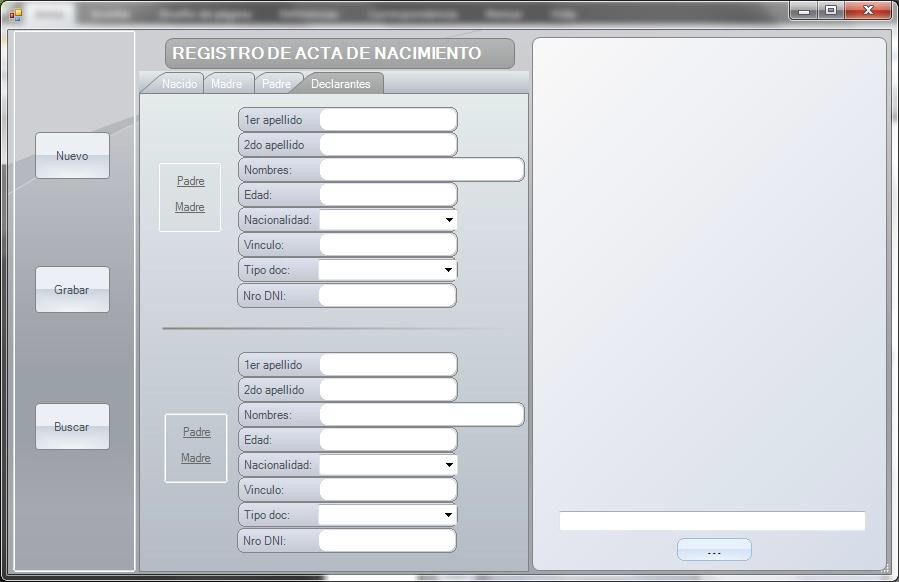 REGISTRO DE ACTA DE NACIMIENTO
Nacido
Madre
Padre
Declarantes
Nuevo
Grabar
Buscar
Padre
Madre
1er apellido
2do apellido
Nombres:
Edad:
Nacionalidad:
Vinculo:
Tipo doc:
Nro DNI:
Padre
Madre
1er apellido
2do apellido
Nombres:
Edad:
Nacionalidad:
Vinculo:
Tipo doc:
Nro DNI:
...